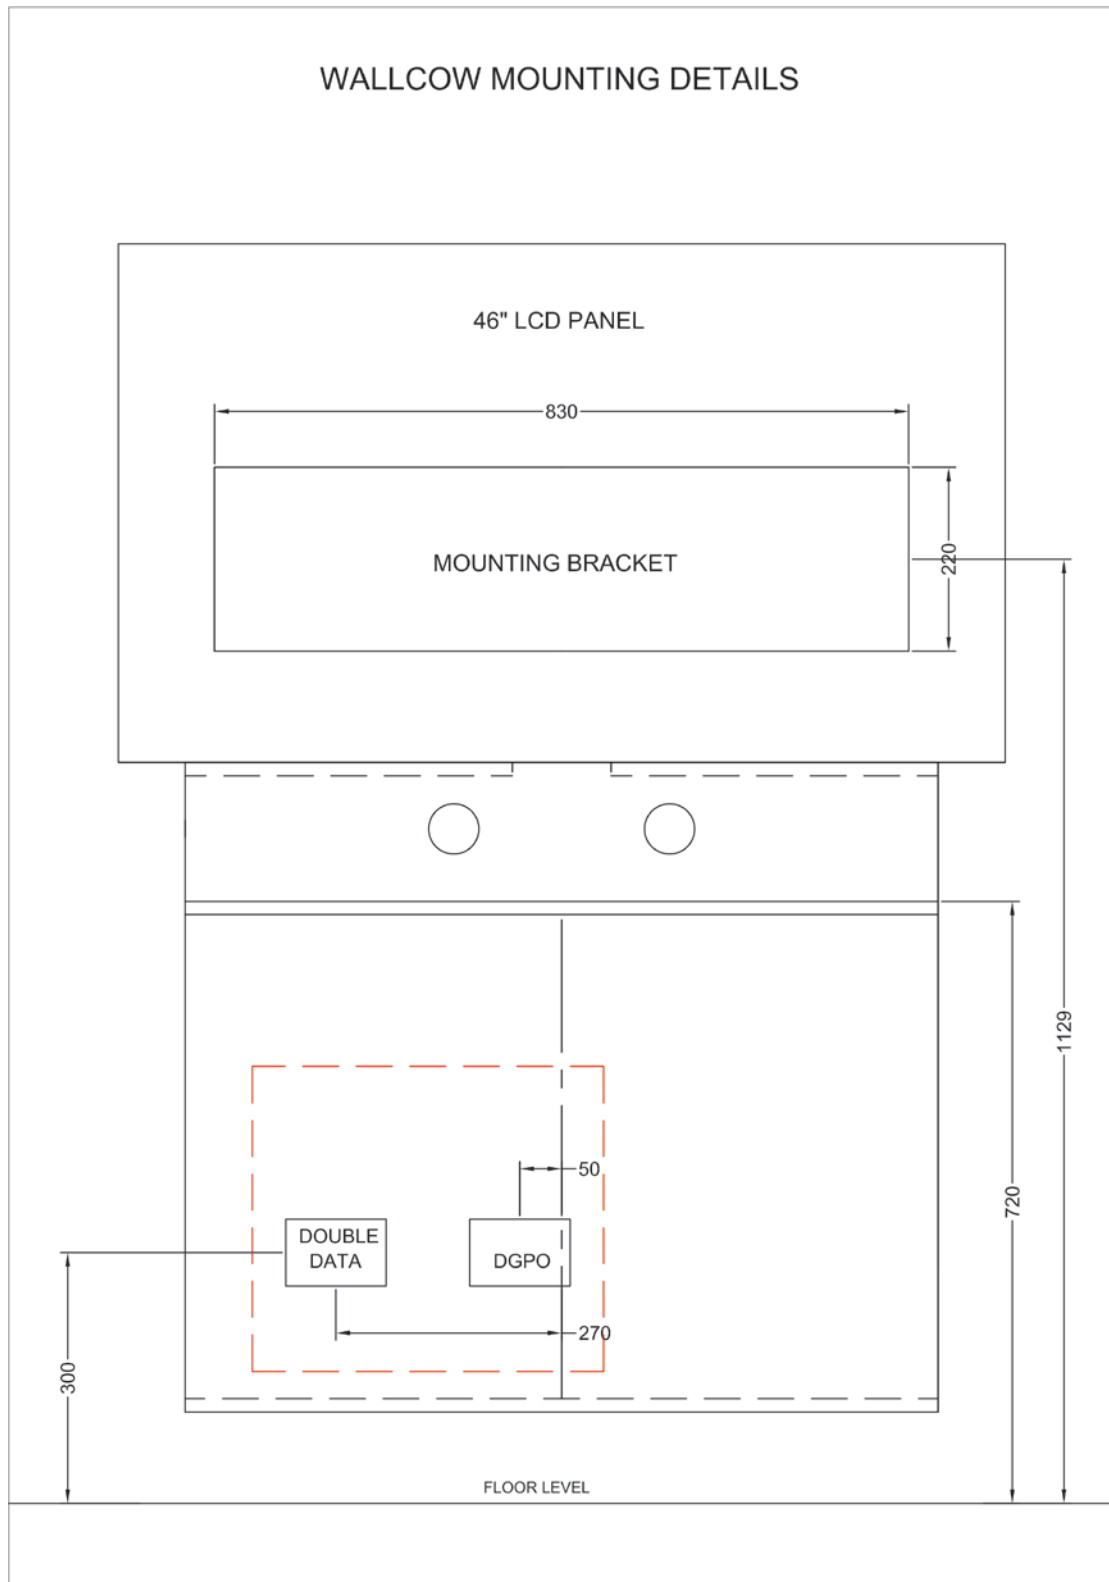 WALLCOW MOUNTING DETAILS
46" LCD PANEL
830
MOUNTING BRACKET
220
1129
720
50
DOUBLE
DATA
DGPO
270
300
FLOOR LEVEL